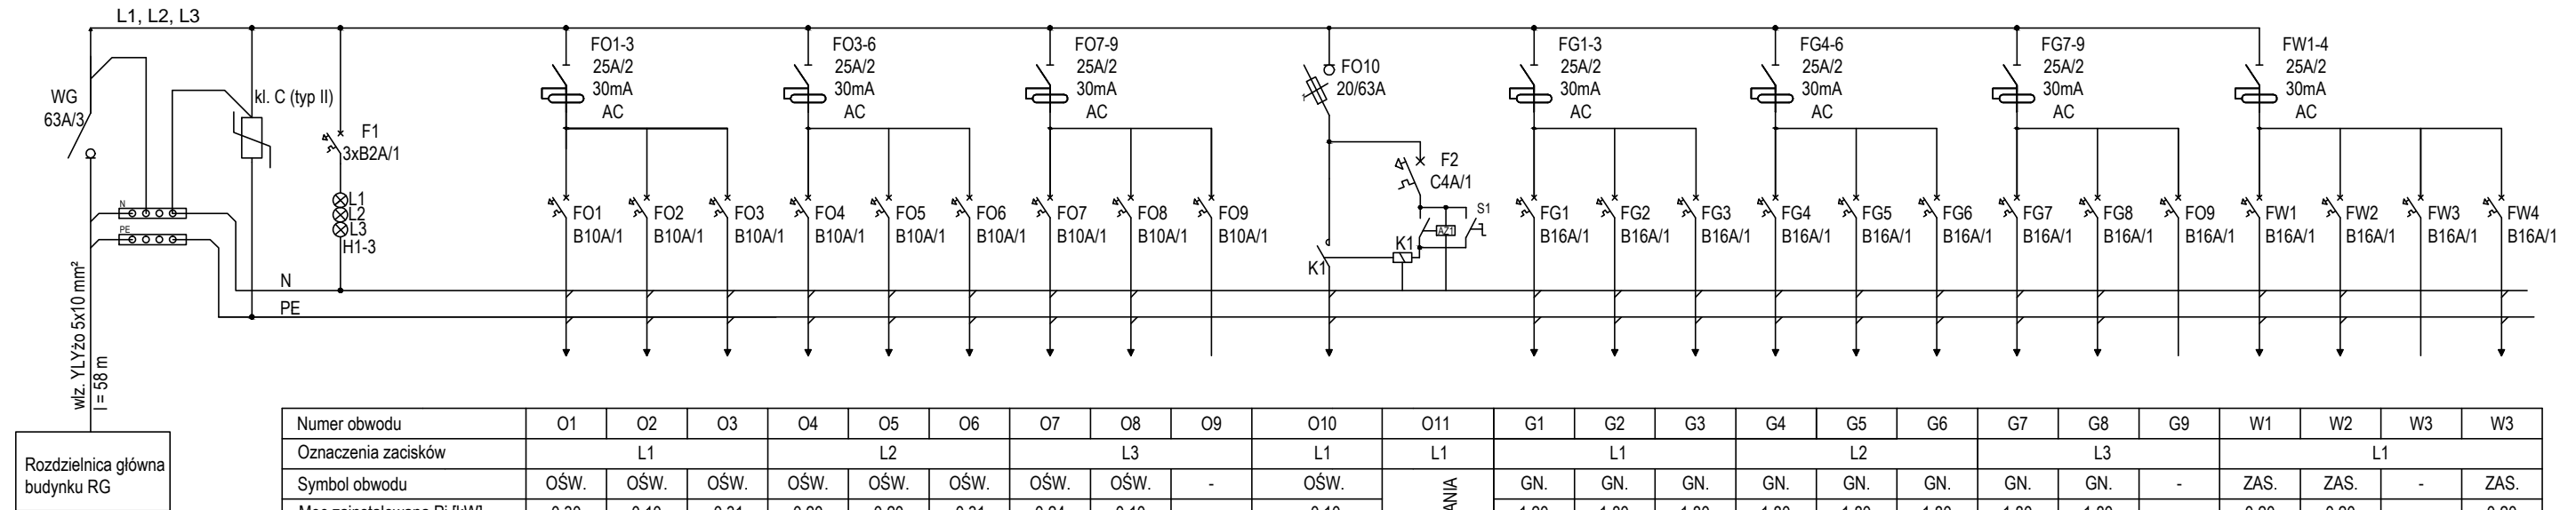 L1, L2, L3
WG
63A/3
kl. C (typ II)
F1
3xB2A/1
L1
L2
L3
H1-3
N
PE
N
PE
wlz. YLYżo 5x10 mm²
l = 58 m
Rozdzielnica główna
budynku RG
FO1-3
25A/2
30mA
AC
FO3-6
25A/2
30mA
AC
FO7-9
25A/2
30mA
AC
FO10
20/63A
F2
C4A/1
S1
AZ1
K1
K1
FG1-3
25A/2
30mA
AC
FG4-6
25A/2
30mA
AC
FG7-9
25A/2
30mA
AC
FW1-4
25A/2
30mA
AC
FO1
B10A/1
FO2
B10A/1
FO3
B10A/1
FO4
B10A/1
FO5
B10A/1
FO6
B10A/1
FO7
B10A/1
FO8
B10A/1
FO9
B10A/1
FG1
B16A/1
FG2
B16A/1
FG3
B16A/1
FG4
B16A/1
FG5
B16A/1
FG6
B16A/1
FG7
B16A/1
FG8
B16A/1
FO9
B16A/1
FW1
B16A/1
FW2
B16A/1
FW3
B16A/1
FW4
B16A/1
Numer obwodu O1 O2 O3 O4 O5 O6 O7 O8 O9 O10 O11 G1 G2 G3 G4 G5 G6 G7 G8 G9 W1 W2 W3 W3
Oznaczenia zacisków L1 L2 L3 L1 L1 L1 L2 L3 L1
Symbol obwodu OŚW. OŚW. OŚW. OŚW. OŚW. OŚW. OŚW. OŚW. - OŚW. GN. GN. GN. GN. GN. GN. GN. GN. - ZAS. ZAS. - ZAS.